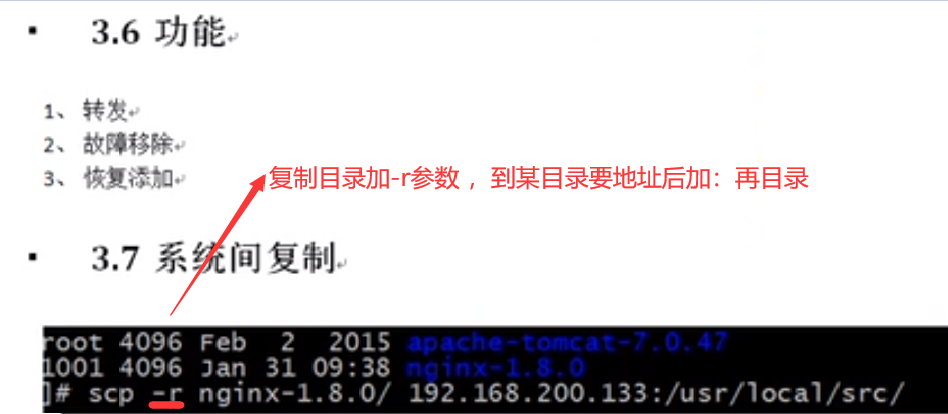 ▪ 3.6 功能
1、 转发
2、 故障移除
3、 恢复添加
复制目录加-r参数 ，到某目录要地址后加：再目录
▪ 3.7 系统间复制
root 4096 Feb  2  2015 apache-tomcat-7.0.47
1001 4096 Jan 31 09:38 nginx-1.8.0
]# scp -r nginx-1.8.0/ 192.168.200.133:/usr/local/src/